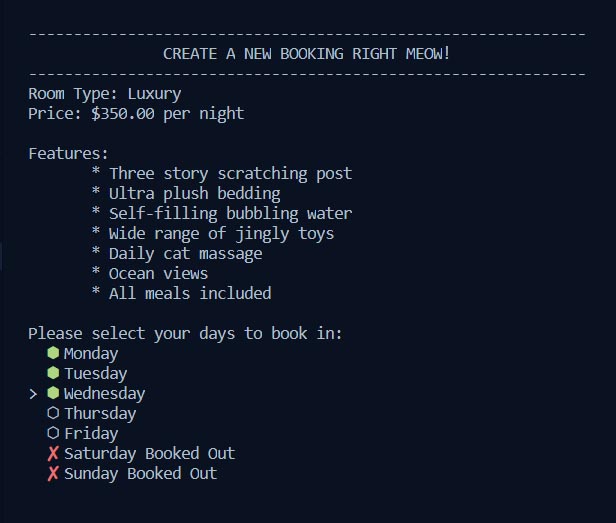 --------------------------------------------------------------
CREATE A NEW BOOKING RIGHT MEOW!
--------------------------------------------------------------
Room Type: Luxury
Price: $350.00 per night
Features:
* Three story scratching post
* Ultra plush bedding
* Self-filling bubbling water
* Wide range of jingly toys
* Daily cat massage
* Ocean views
* All meals included
Please select your days to book in:
⬢ Monday
⬢ Tuesday
> ⬢ Wednesday
⬡ Thursday
⬡ Friday
✗ Saturday Booked Out
✗ Sunday Booked Out